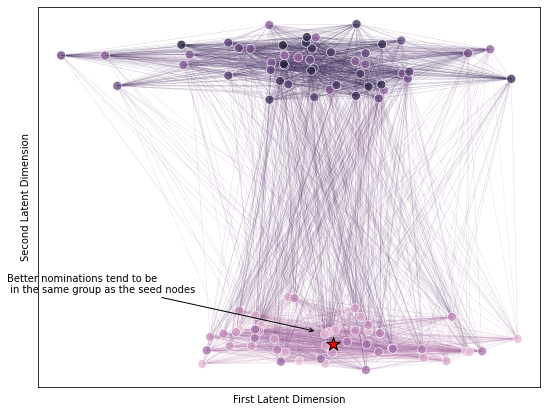 Second Latent Dimension
Better nominations tend to be
in the same group as the seed nodes
First Latent Dimension